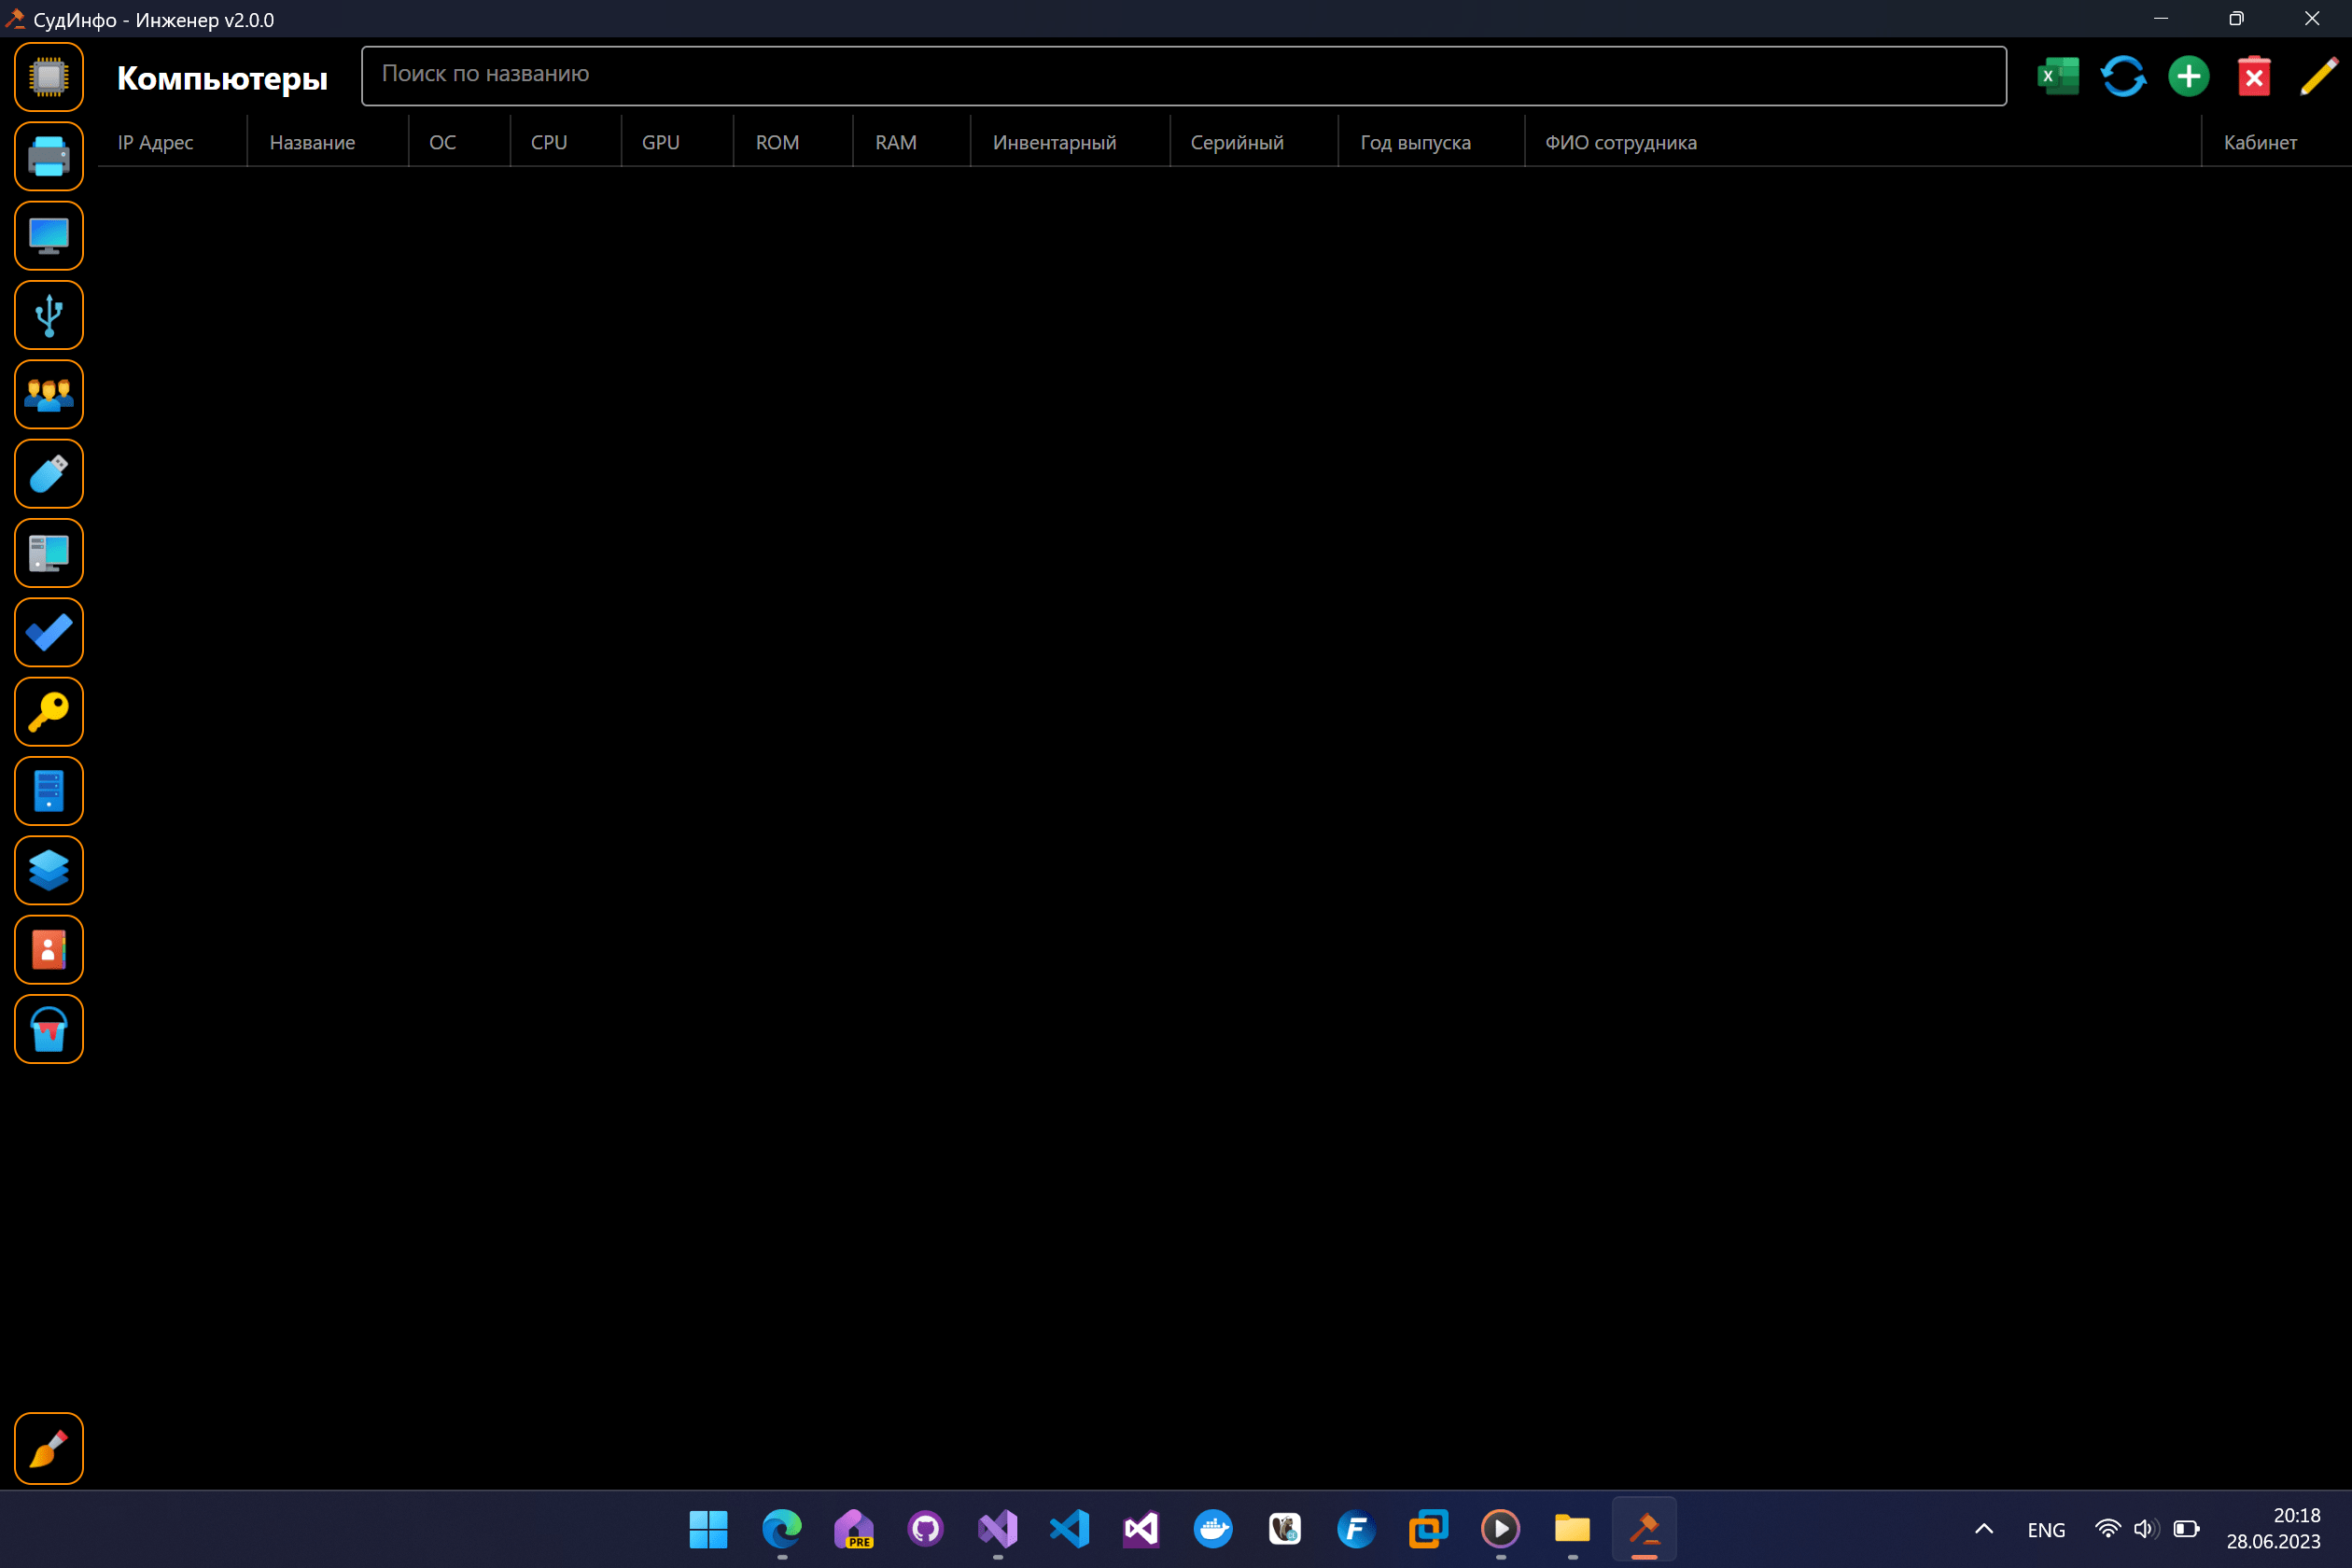 СудИнфо - Инженер v2.0.0
Компьютеры
Поиск по названию
X
IP Адрес Название ОС CPU GPU ROM RAM Инвентарный Серийный Год выпуска ФИО сотрудника Кабинет
PRE
F
ENG
20:18
28.06.2023